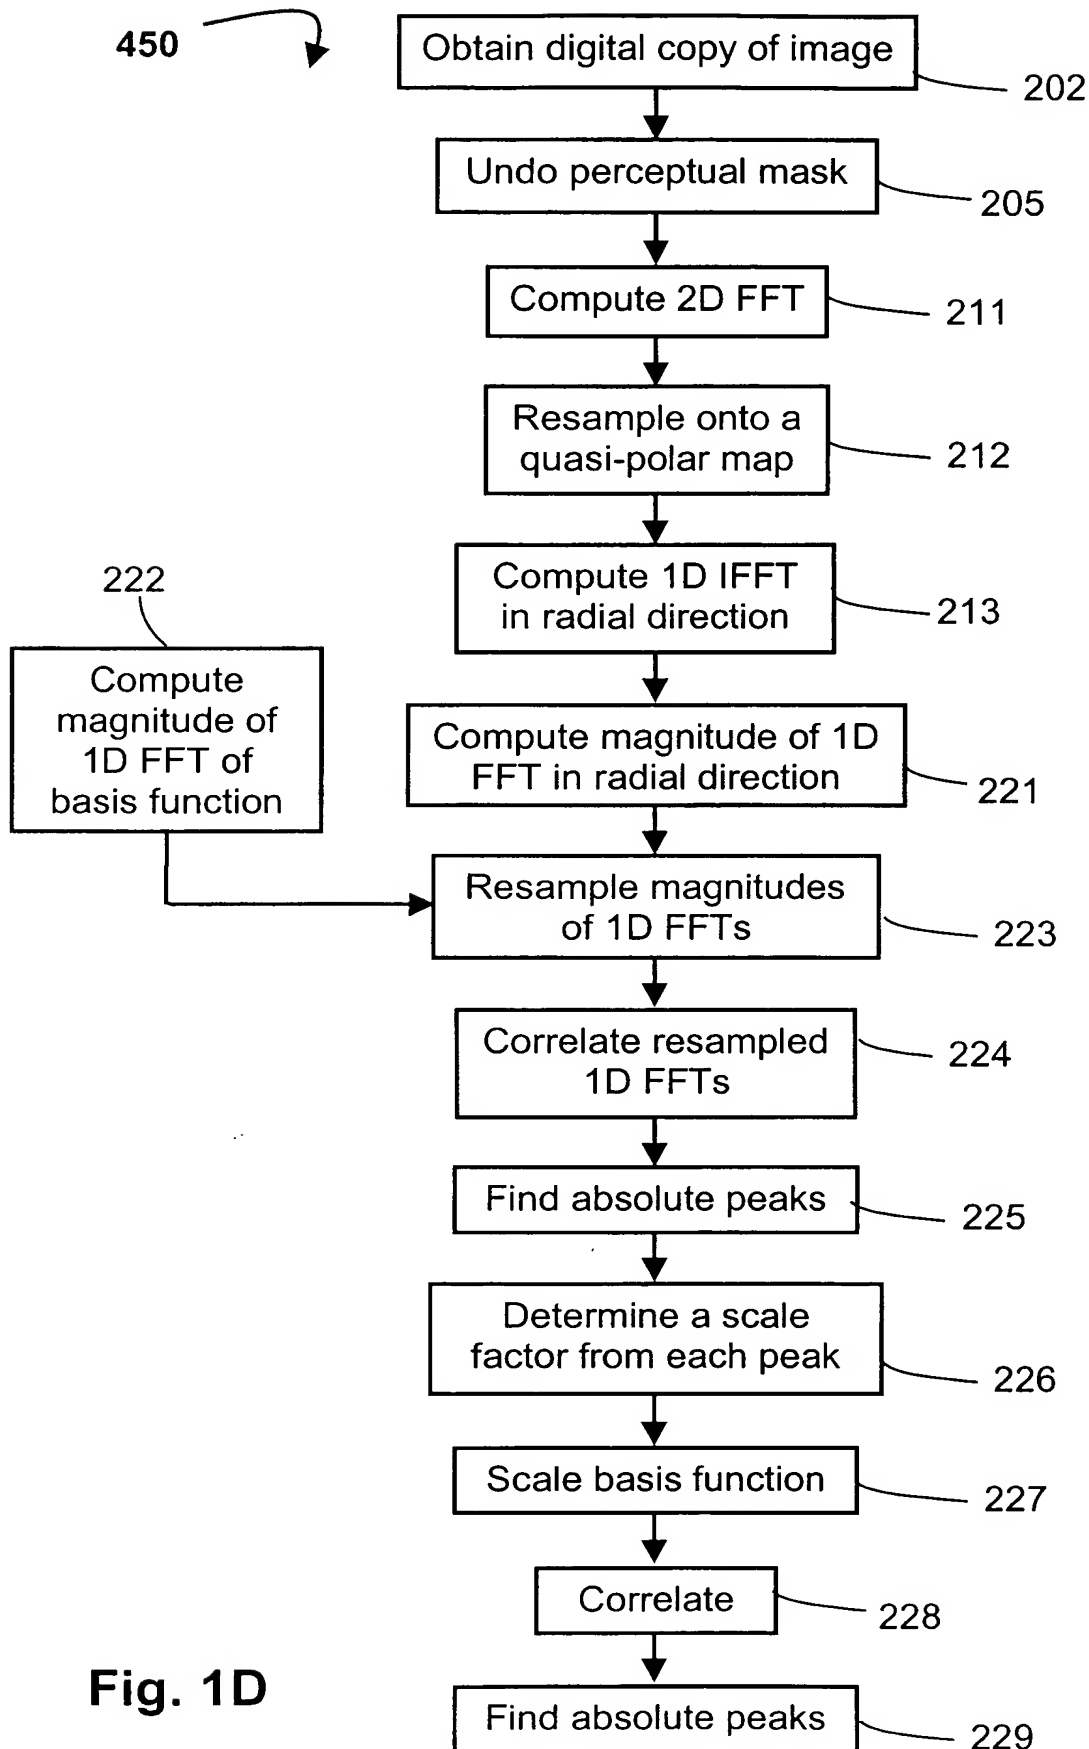 450
Obtain digital copy of image
202
Undo perceptual mask
205
Compute 2D FFT
211
Resample onto a
quasi-polar map
212
Compute 1D IFFT
in radial direction
213
222
Compute
magnitude of
1D FFT of
basis function
Compute magnitude of 1D
FFT in radial direction
221
Resample magnitudes
of 1D FFTs
223
Correlate resampled
1D FFTs
224
Find absolute peaks
225
Determine a scale
factor from each peak
226
Scale basis function
227
Correlate
228
Find absolute peaks
229
Fig. 1D